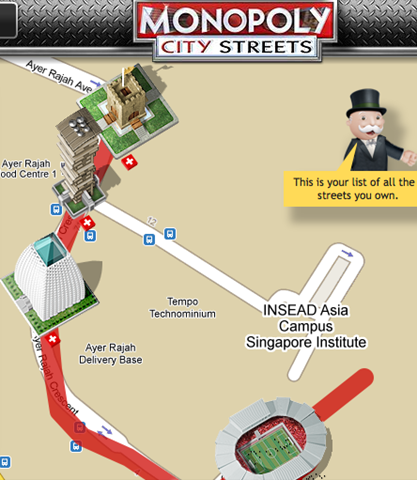 MONOPOLY
CITY STREETS
Ayer Rajah Ave
Ayer Rajah
ood Centre 1
This is your list of all the
streets you own.
Cres
12
Tempo
Technominium
INSEAD Asia
Campus
Singapore Institute
Ayer Rajah
Delivery Base
yer Rajah Crescent